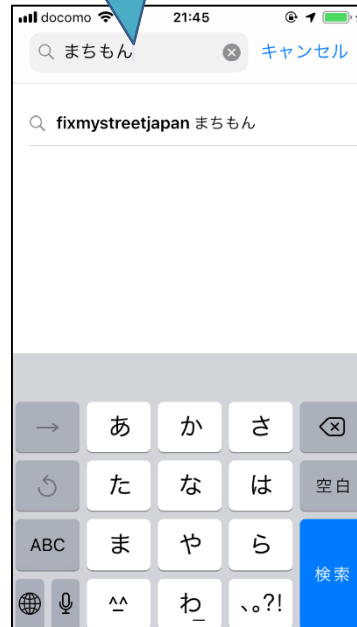 docomo 21:45
まちもん キャンセル
fixmystreetjapan まちもん
→ あ か さ
た な は 空白
ABC ま や ら
検索
^^ わ_ 、。?!